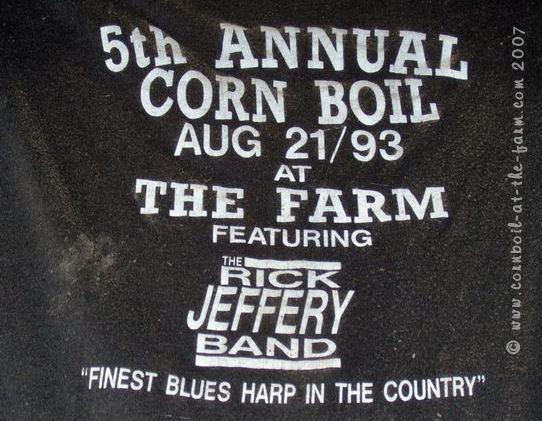 5th ANNUAL
CORN BOIL
AUG 21/93
AT
THE FARM
FEATURING
THE
RICK
JEFFERY
BAND
"FINEST BLUES HARP IN THE COUNTRY"
© www.cornboil-at-the-farm.com 2007